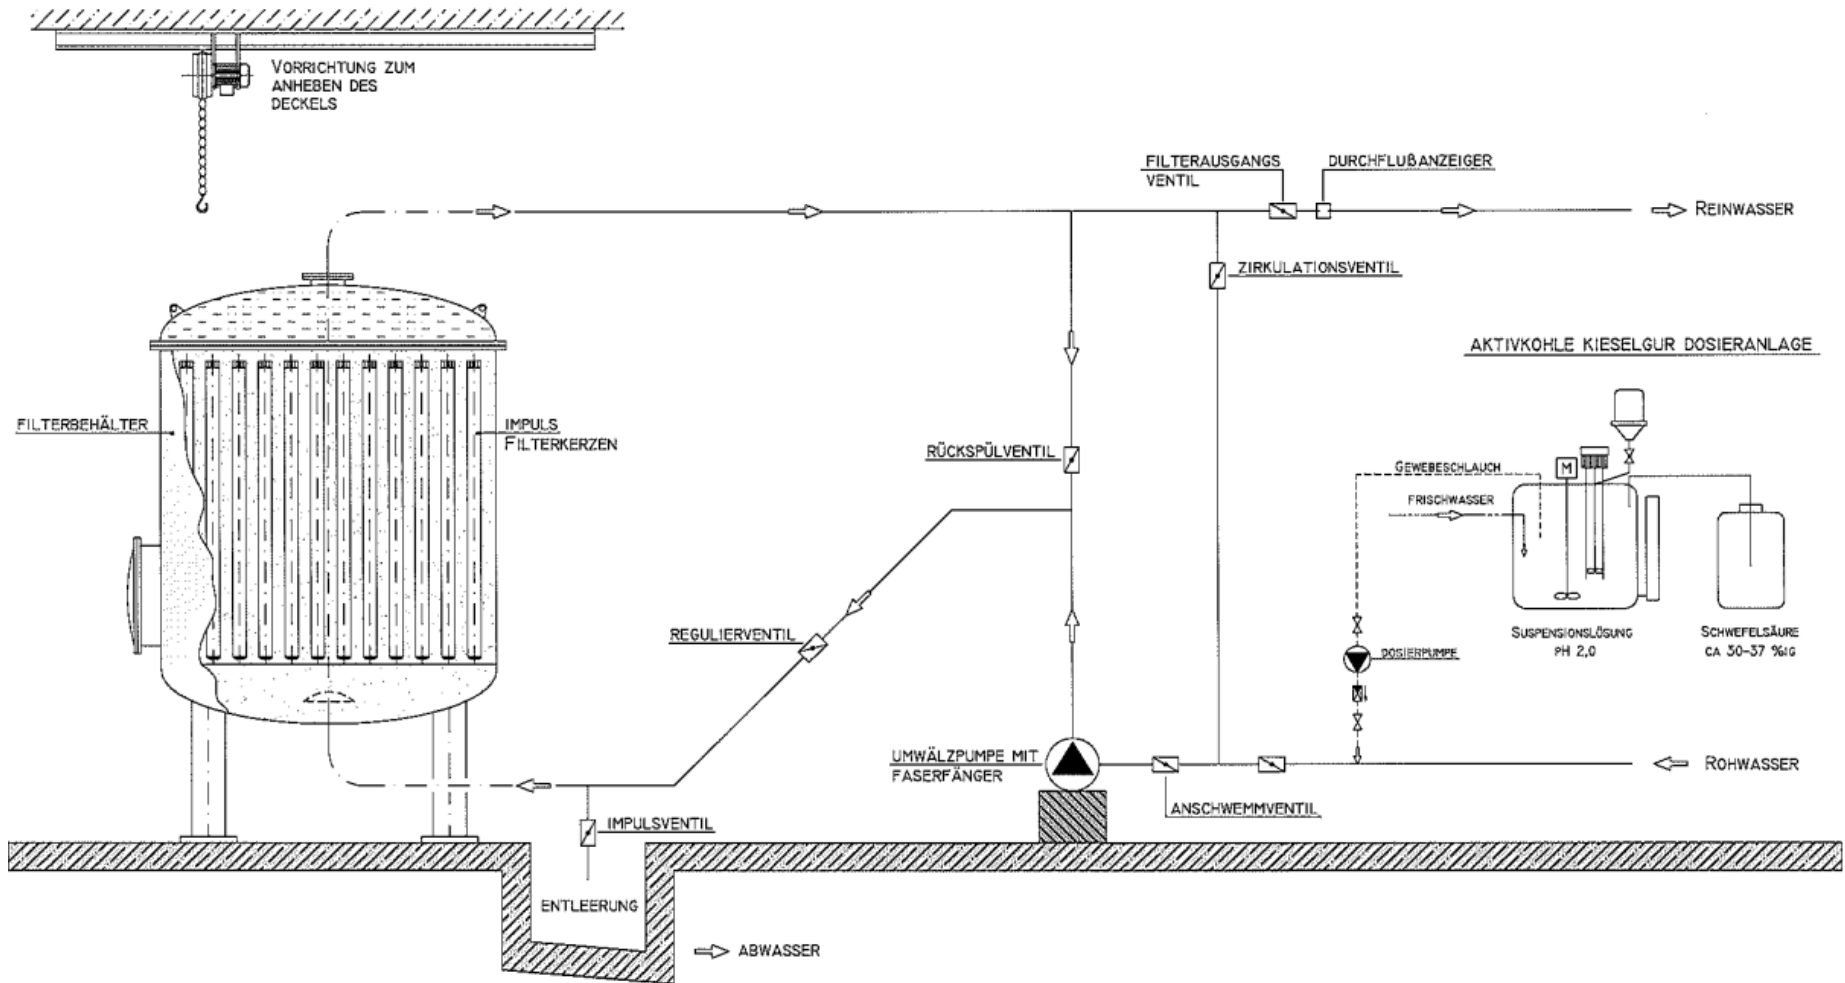 VORRICHTUNG ZUM
ANHEBEN DES
DECKELS
FILTERAUSGANGS
VENTIL
DURCHFLUßANZEIGER
REINWASSER
ZIRKULATIONSVENTIL
AKTIVKOHLE KIESELGUR DOSIERANLAGE
FILTERBEHÄLTER
IMPULS
FILTERKERZEN
RÜCKSPÜLVENTIL
GEWEBESCHLAUCH
M
FRISCHWASSER
REGULIERVENTIL
SUSPENSIONSLÖSUNG
PH 2,0
SCHWEFELSÄURE
CA 30-37 %IG
DOSIERPUMPE
UMWÄLZPUMPE MIT
FASERFÄNGER
ROHWASSER
ANSCHWEMMVENTIL
IMPULSVENTIL
ENTLEERUNG
ABWASSER